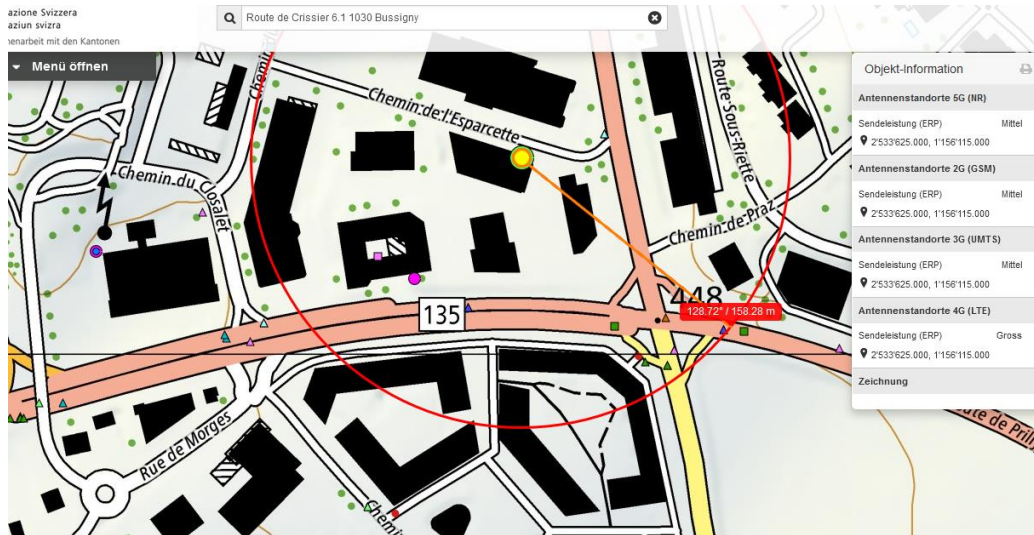 azione Svizzera
aziun svizra
nenarbeit mit den Kantonen
Route de Crissier 6.1 1030 Bussigny
Menü öffnen
Chemin de l'Esparcette
Chemin du Closalet
Route Sous-Riette
Chemin de Praz
135
448
128.72° / 158.28 m
Rue de Morges
Chemin
ute de Prill
Objekt-Information
Antennenstandorte 5G (NR)
Sendeleistung (ERP) Mittel
2'533'625.000, 1'156'115.000
Antennenstandorte 2G (GSM)
Sendeleistung (ERP) Mittel
2'533'625.000, 1'156'115.000
Antennenstandorte 3G (UMTS)
Sendeleistung (ERP) Mittel
2'533'625.000, 1'156'115.000
Antennenstandorte 4G (LTE)
Sendeleistung (ERP) Gross
2'533'625.000, 1'156'115.000
Zeichnung